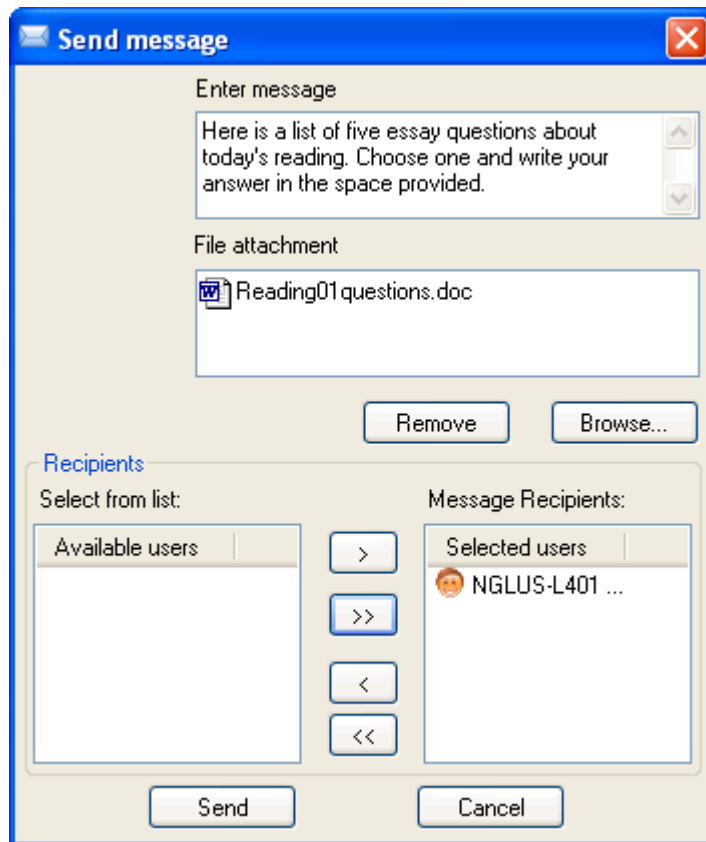 Send message
Enter message
Here is a list of five essay questions about
today's reading. Choose one and write your
answer in the space provided.
File attachment
Reading01questions.doc
Remove
Browse...
Recipients
Select from list:
Message Recipients:
Available users
>
Selected users
NGLUS-L401 ...
>>
<
<<
Send
Cancel